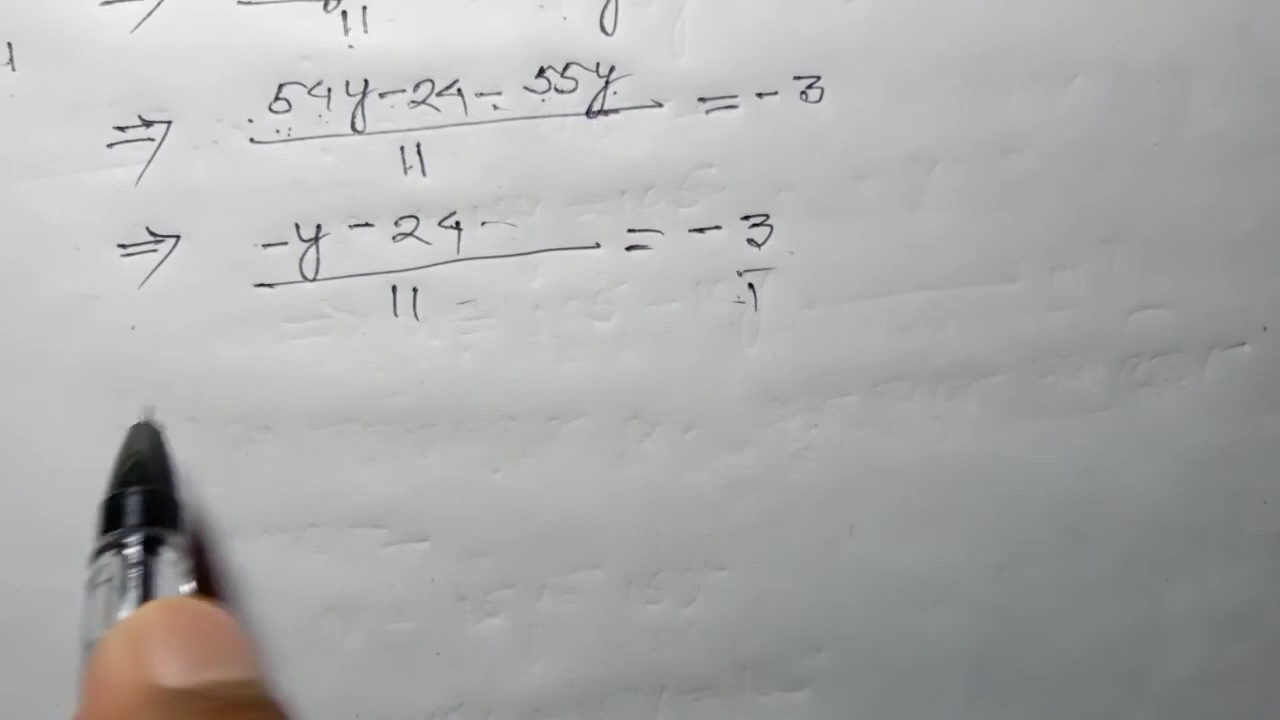 ⇒ 11 y
⇒ (54y-24-55y)/11 = -3
⇒ (-y-24-)/11 = -3/1